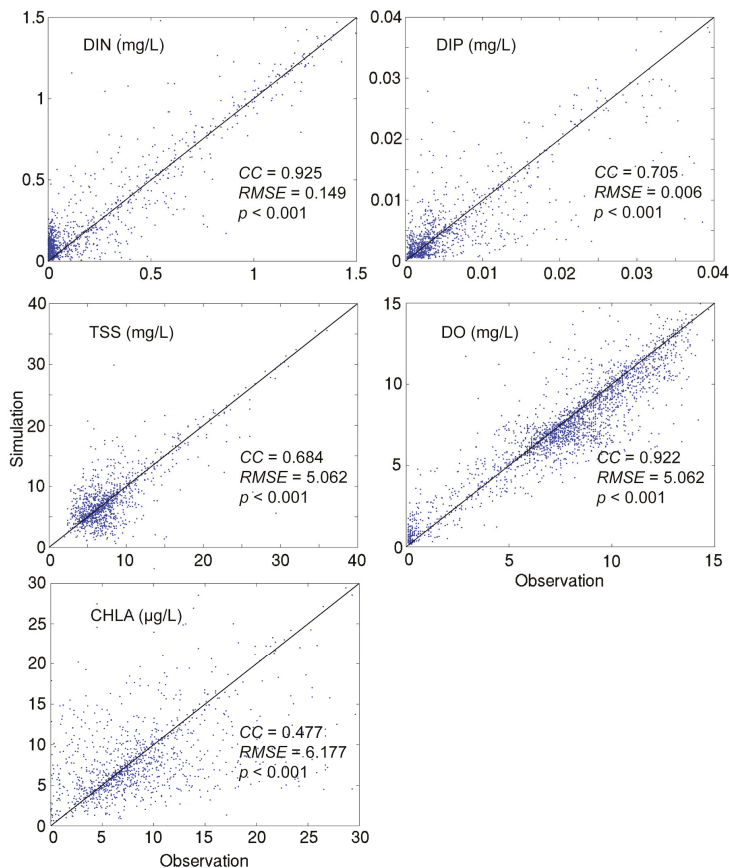 DIN (mg/L)
CC = 0.925
RMSE = 0.149
p < 0.001
1.5
1
0.5
0
0
0.5
1
1.5
DIP (mg/L)
CC = 0.705
RMSE = 0.006
p < 0.001
0.04
0.03
0.02
0.01
0
0
0.01
0.02
0.03
0.04
TSS (mg/L)
CC = 0.684
RMSE = 5.062
p < 0.001
40
30
20
10
0
0
10
20
30
40
Simulation
DO (mg/L)
CC = 0.922
RMSE = 5.062
p < 0.001
15
10
5
0
5
10
15
Observation
CHLA (µg/L)
CC = 0.477
RMSE = 6.177
p < 0.001
30
25
20
15
10
5
0
0
5
10
15
20
25
30
Observation